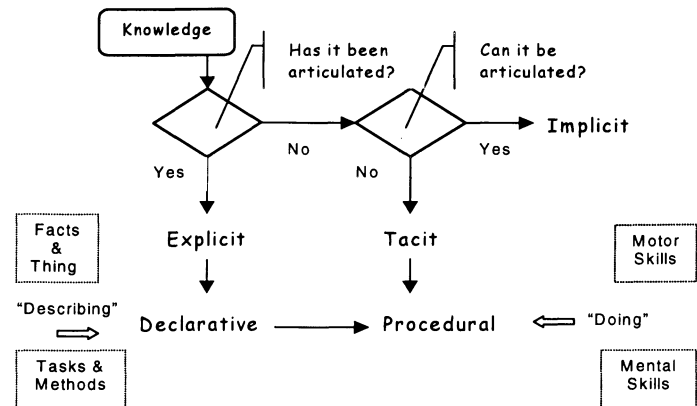 Knowledge
Has it been
articulated?
Can it be
articulated?
Implicit
No
Yes
Yes
No
Facts
&
Thing
Explicit
Tacit
Motor
Skills
"Describing"
Declarative
Procedural
"Doing"
Tasks &
Methods
Mental
Skills